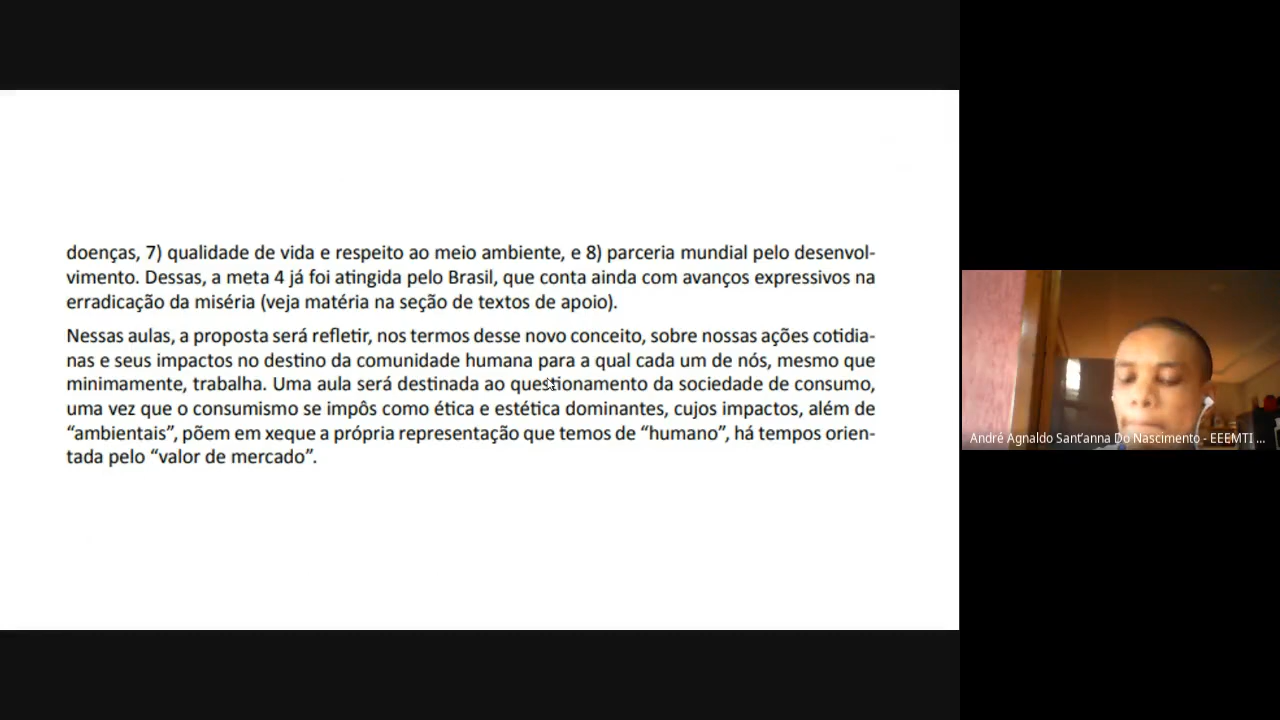 doenças, 7) qualidade de vida e respeito ao meio ambiente, e 8) parceria mundial pelo desenvol-
vimento. Dessas, a meta 4 já foi atingida pelo Brasil, que conta ainda com avanços expressivos na
erradicação da miséria (veja matéria na seção de textos de apoio).
Nessas aulas, a proposta será refletir, nos termos desse novo conceito, sobre nossas ações cotidia-
nas e seus impactos no destino da comunidade humana para a qual cada um de nós, mesmo que
minimamente, trabalha. Uma aula será destinada ao questionamento da sociedade de consumo,
uma vez que o consumismo se impôs como ética e estética dominantes, cujos impactos, além de
“ambientais”, põem em xeque a própria representação que temos de “humano”, há tempos orien-
tada pelo “valor de mercado”.
André Agnaldo Sant’anna Do Nascimento - EEEMTI ...